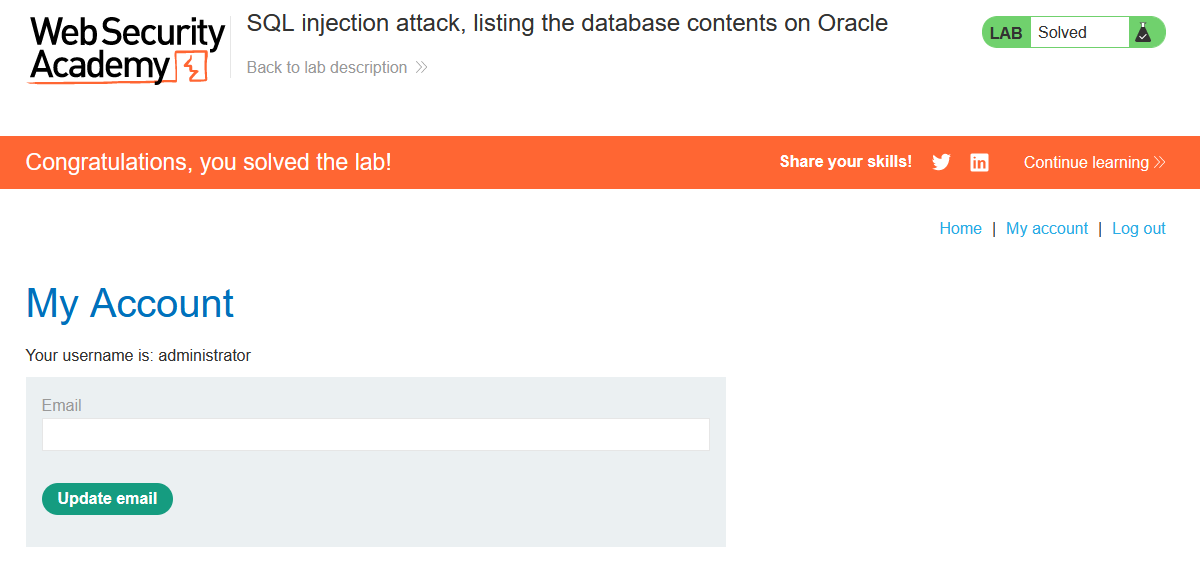 Web Security
Academy
SQL injection attack, listing the database contents on Oracle
Back to lab description
LAB Solved
Congratulations, you solved the lab!
Share your skills! in Continue learning
Home | My account | Log out
My Account
Your username is: administrator
Email
Update email